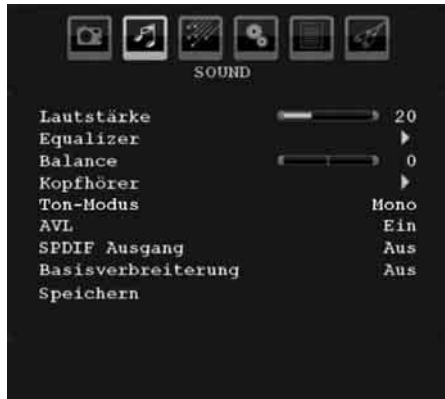 SOUND
Lautstärke 20
Equalizer
Balance 0
Kopfhörer
Ton-Modus Mono
AVL Ein
SPDIF Ausgang Aus
Basisverbreiterung Aus
Speichern